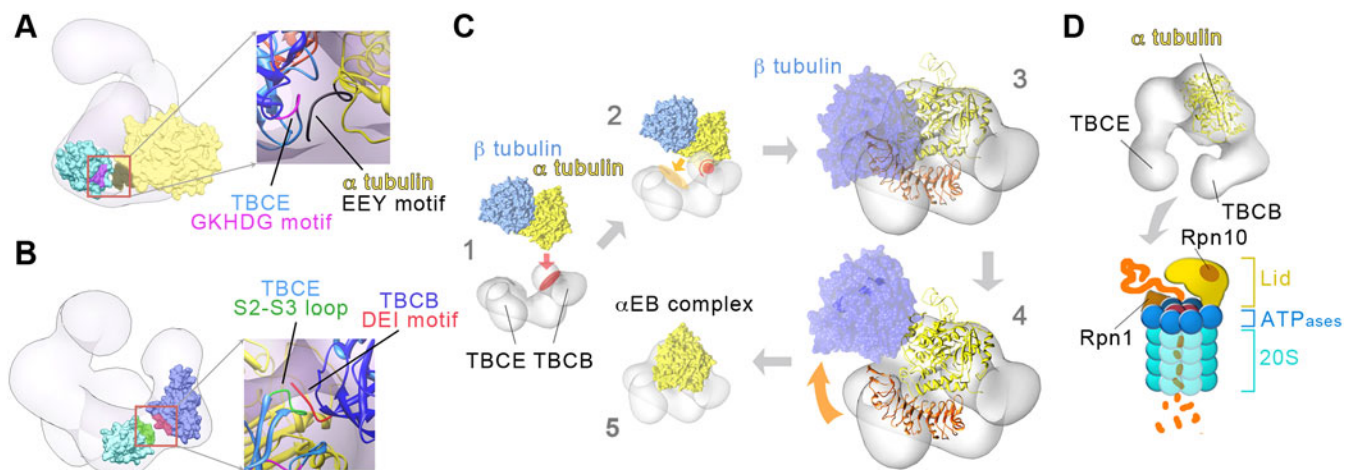 A
TBCE
GKHDG motif
α tubulin
EEY motif
B
TBCE
S2-S3 loop
TBCB
DEI motif
C
β tubulin
α tubulin
1
TBCE TBCB
2
β tubulin
3
4
αEB complex
5
D
α tubulin
TBCE
TBCB
Rpn10
Lid
Rpn1
ATPases
20S